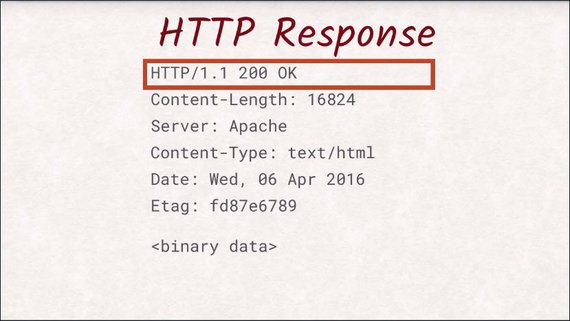 HTTP Response
HTTP/1.1 200 OK
Content-Length: 16824
Server: Apache
Content-Type: text/html
Date: Wed, 06 Apr 2016
Etag: fd87e6789
<binary data>